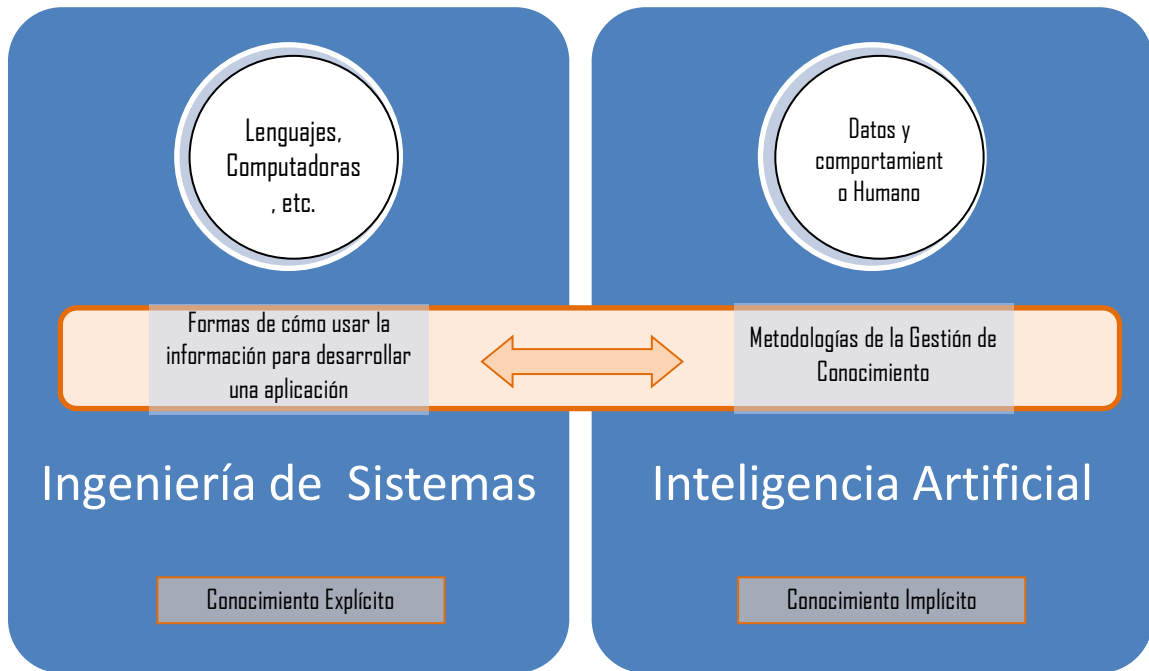 Lenguajes,
Computadoras
, etc.
Formas de cómo usar la
información para desarrollar
una aplicación
Ingeniería de  Sistemas
Conocimiento Explícito
Datos y
comportamient
o Humano
Metodologías de la Gestión de
Conocimiento
Inteligencia Artificial
Conocimiento Implícito